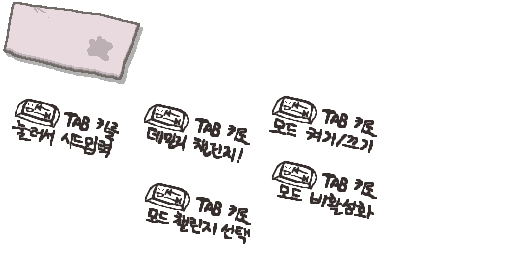 TAB 키를
눌러서 시드입력
TAB 키로
데일리 챌린지!
TAB 키로
모드 켜기/끄기
TAB 키로
모드 챌린지 선택
TAB 키로
모드 비활성화